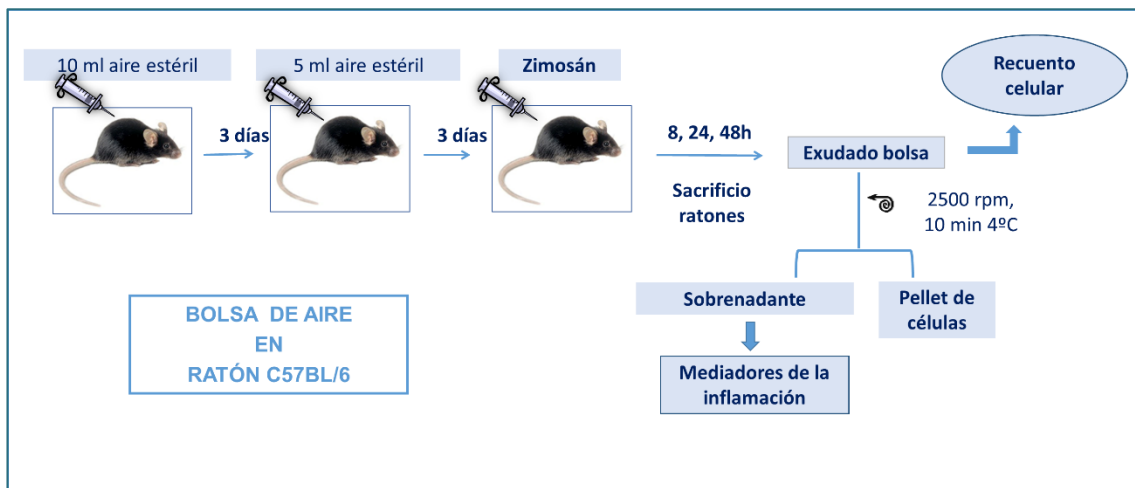 10 ml aire estéril
5 ml aire estéril
Zimosán
3 días
3 días
8, 24, 48h
Sacrificio
ratones
Exudado bolsa
Recuento
celular
2500 rpm,
10 min 4ºC
Sobrenadante
Pellet de
células
Mediadores de la
inflamación
BOLSA DE AIRE
EN
RATÓN C57BL/6